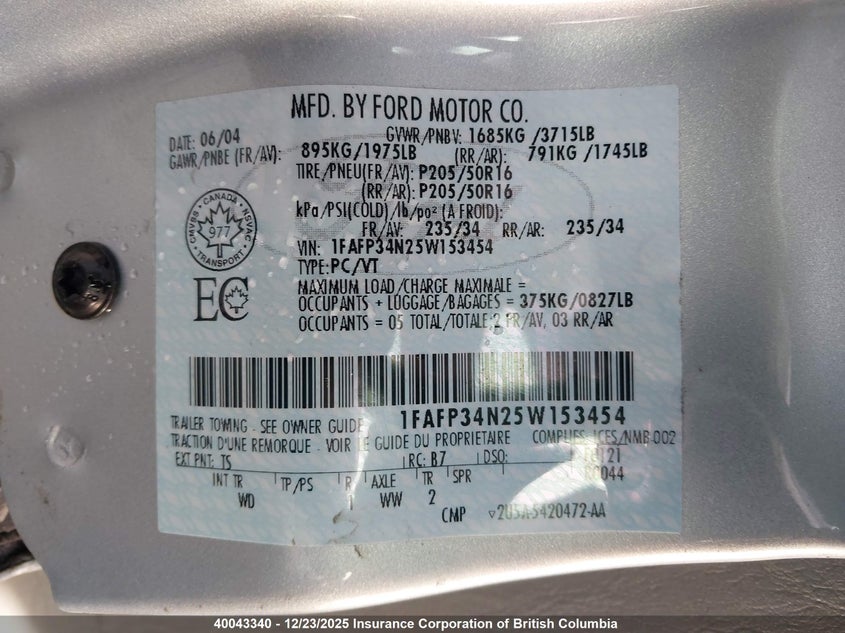 MFD. BY FORD MOTOR CO.
DATE: 06/04 GVWR/PNBV: 1685KG /3715LB
GAWR/PNBE (FR/AV): 895KG/1975LB (RR/AR): 791KG /1745LB
TIRE/PNEU(FR/AV): P205/50R16
(RR/AR): P205/50R16
kPa/PSI(COLD)/lb/po² (A FROID):
FR/AV: 235/34 RR/AR: 235/34
VIN: 1FAFP34N25W153454
TYPE: PC/VT
CMVSS - CANADA - NSVAC
977
TRANSPORT
EC
MAXIMUM LOAD/CHARGE MAXIMALE =
OCCUPANTS + LUGGAGE/BAGAGES = 375KG/0827LB
OCCUPANTS = 05 TOTAL/TOTALE:2 FR/AV, 03 RR/AR
1FAFP34N25W153454
TRAILER TOWING - SEE OWNER GUIDE
TRACTION D'UNE REMORQUE - VOIR LE GUIDE DU PROPRIETAIRE COMPLIES ICES/NMB 002
EXT PNT: TS RC: B7 DSO:
INT TR TP/PS R AXLE TR SPR
WD WW 2
CMP
40043340 - 12/23/2025 Insurance Corporation of British Columbia